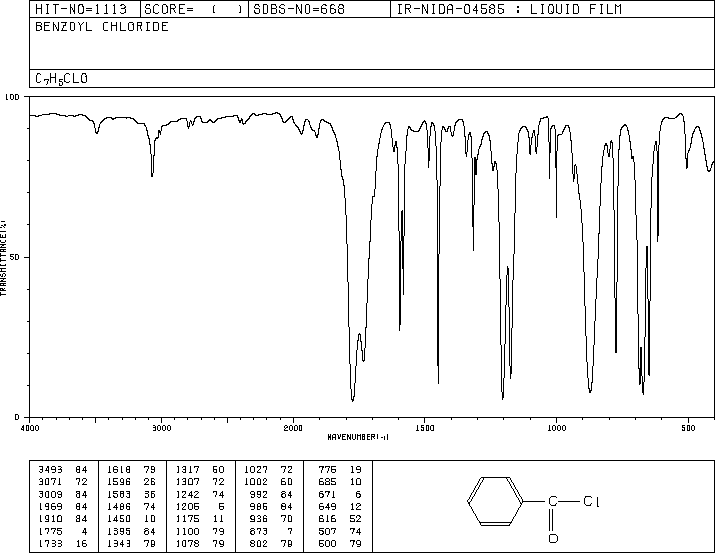 HIT-NO=1113 SCORE= ( ) SDBS-NO=668 IR-NIDA-04585 : LIQUID FILM
BENZOYL CHLORIDE
C7H5CLO
100
TRANSMITTANCE(%)
50
0
4000 3000 2000 1500 1000 500
WAVENUMBER(-1)
3493 84 1618 79 1317 50 1027 72 775 19
3071 72 1596 26 1307 72 1002 60 685 10
3009 84 1583 36 1242 74 992 84 671 6
1969 84 1486 74 1205 5 986 84 649 12
1910 84 1450 10 1175 11 936 70 616 52
1775 4 1395 84 1100 79 873 7 507 74
1733 16 1343 79 1078 79 802 79 500 79
C Cl
O